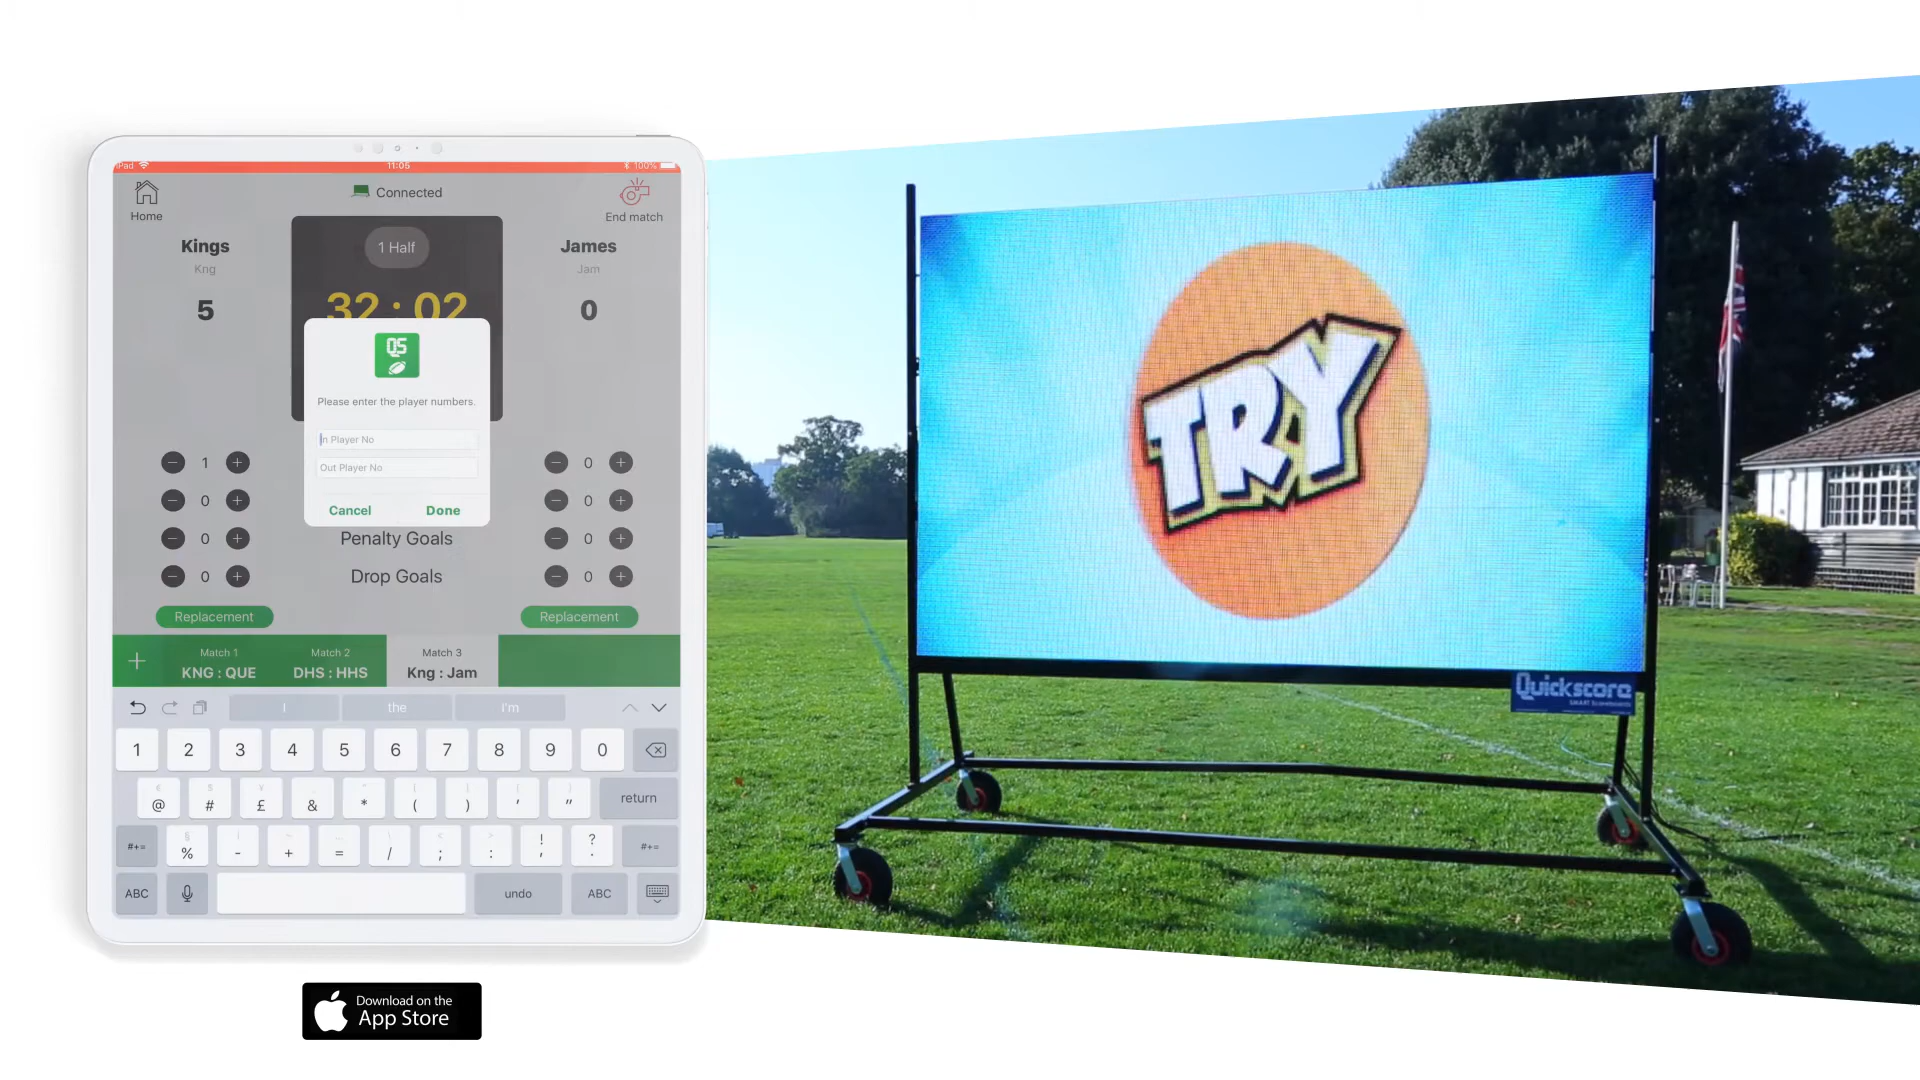 iPad 11:05 100%
Home
Connected
End match
Kings
Kng
5
1 Half
32 : 02
James
Jam
0
QS
Please enter the player numbers.
In Player No
Out Player No
Cancel Done
1 0
0 0
0 Penalty Goals 0
0 Drop Goals 0
Replacement Replacement
+ Match 1 Match 2 Match 3
KNG : QUE DHS : HHS Kng : Jam
I the I'm
1 2 3 4 5 6 7 8 9 0
@ # £ & * ( ) ' " return
#+= % - + = / ; : ! , ? . #+=
ABC undo ABC
Download on the
App Store
TRY
Quickscore
SMART Scoreboards